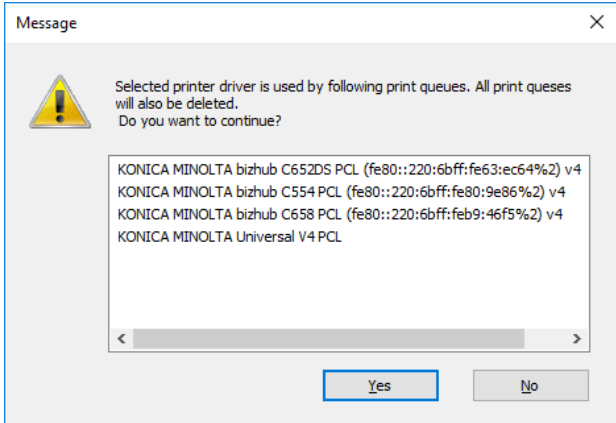 Message
Selected printer driver is used by following print queues. All print queses
will also be deleted.
Do you want to continue?
KONICA MINOLTA bizhub C652DS PCL (fe80::220:6bff:fe63:ec64%2) v4
KONICA MINOLTA bizhub C554 PCL (fe80::220:6bff:fe80:9e86%2) v4
KONICA MINOLTA bizhub C658 PCL (fe80::220:6bff:feb9:46f5%2) v4
KONICA MINOLTA Universal V4 PCL
Yes
No